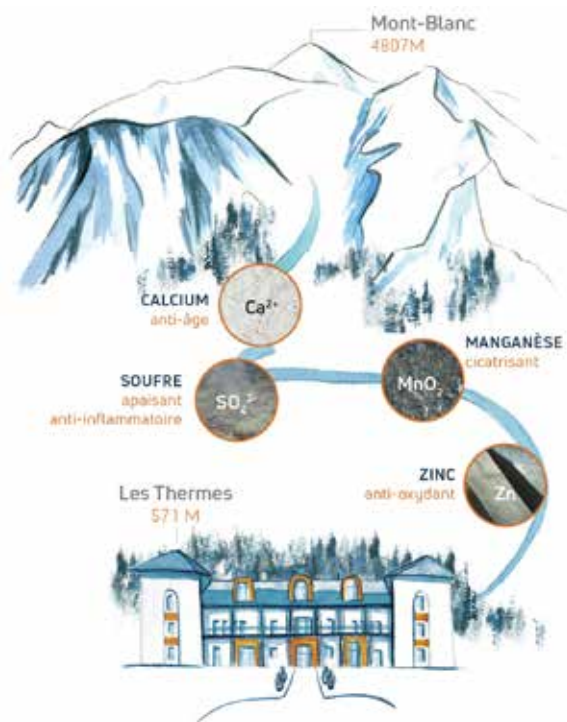 Mont-Blanc
4807M
CALCIUM
anti-âge
Ca²⁺
MANGANÈSE
cicatrisant
MnO₂
SOUFRE
apaisant
anti-inflammatoire
SO₄²⁻
ZINC
anti-oxydant
Zn
Les Thermes
571 M